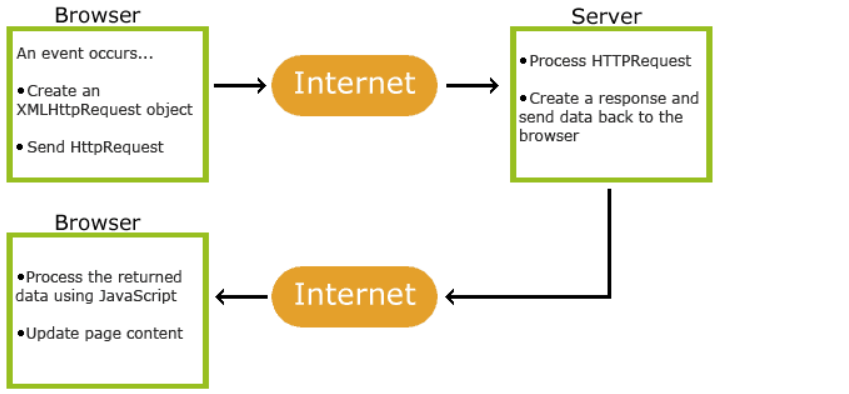 Browser
An event occurs...
•Create an
XMLHttpRequest object
• Send HttpRequest
Internet
Server
•Process HTTPRequest
•Create a response and
send data back to the
browser
Browser
•Process the returned
data using JavaScript
•Update page content
Internet